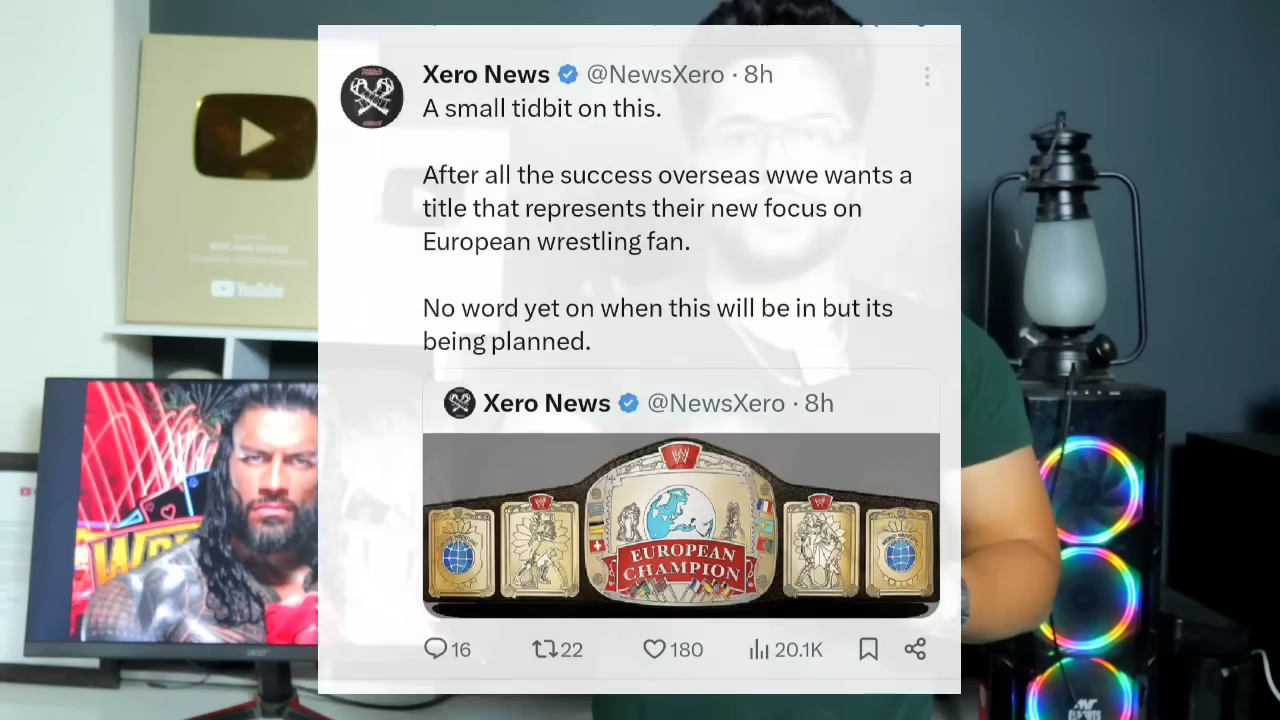 Xero News @NewsXero · 8h
A small tidbit on this.
After all the success overseas wwe wants a
title that represents their new focus on
European wrestling fan.
No word yet on when this will be in but its
being planned.
Xero News @NewsXero · 8h
EUROPEAN
CHAMPION
16 22 180 20.1K
YouTube
acer